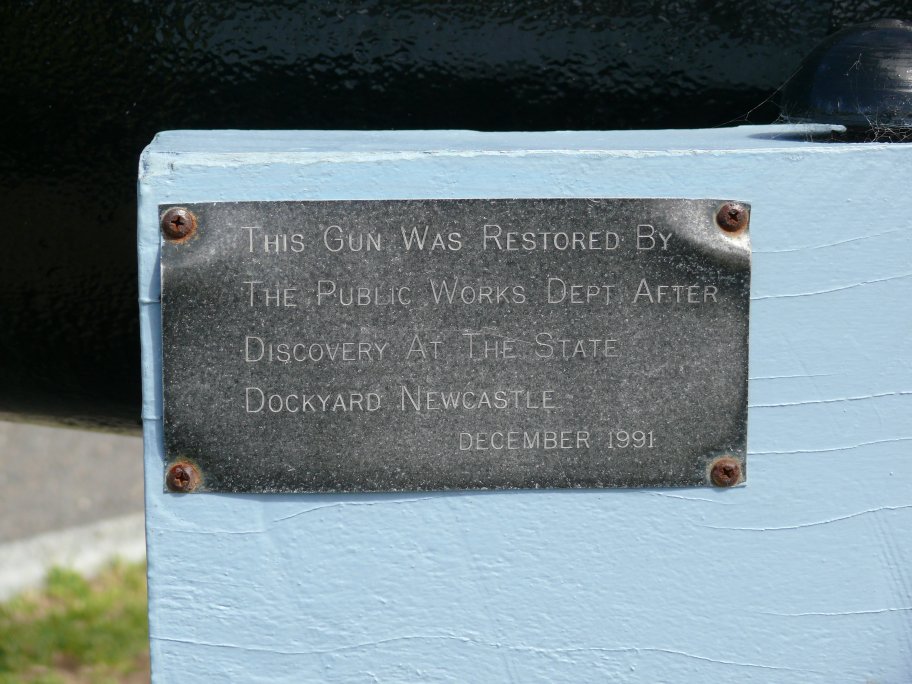 This Gun Was Restored By
The Public Works Dept After
Discovery At The State
Dockyard Newcastle
DECEMBER 1991